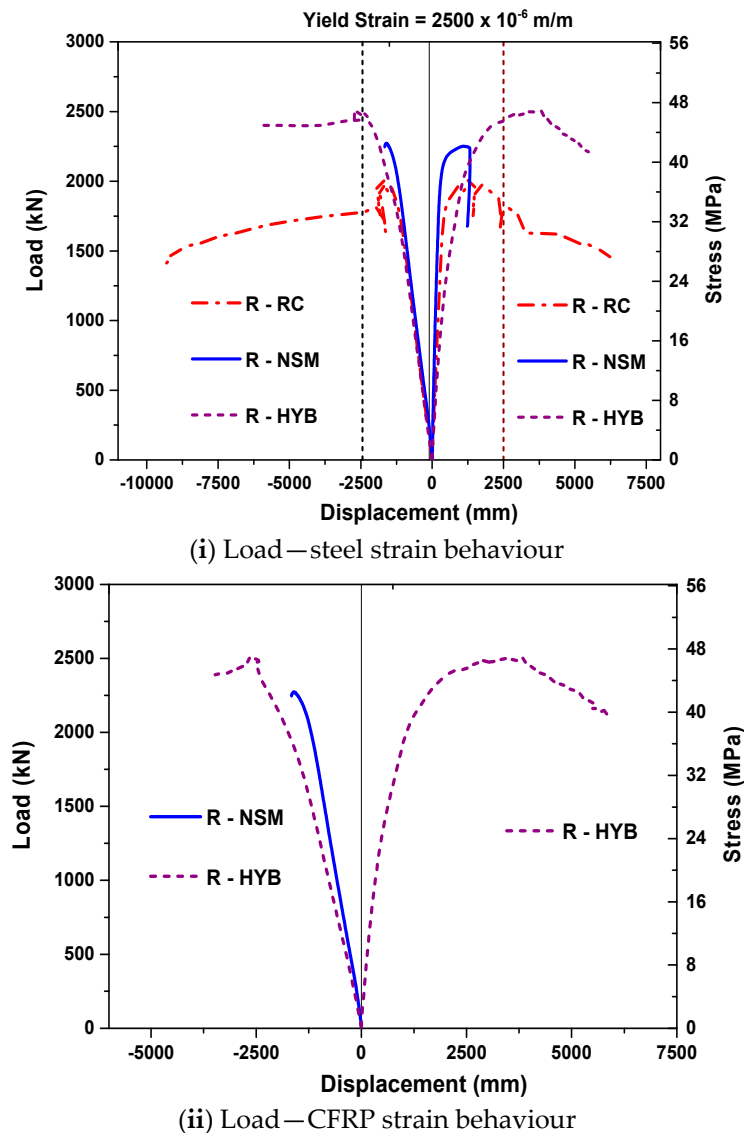 Yield Strain = 2500 x 10⁻⁶ m/m
3000
2500
2000
1500
1000
500
0
Load (kN)
56
48
40
32
24
16
8
0
Stress (MPa)
R - RC
R - NSM
R - HYB
R - RC
R - NSM
R - HYB
-10000 -7500 -5000 -2500 0 2500 5000 7500
Displacement (mm)
(i) Load—steel strain behaviour
3000
2500
2000
1500
1000
500
0
Load (kN)
56
48
40
32
24
16
8
0
Stress (MPa)
R - NSM
R - HYB
R - HYB
-5000 -2500 0 2500 5000 7500
Displacement (mm)
(ii) Load—CFRP strain behaviour